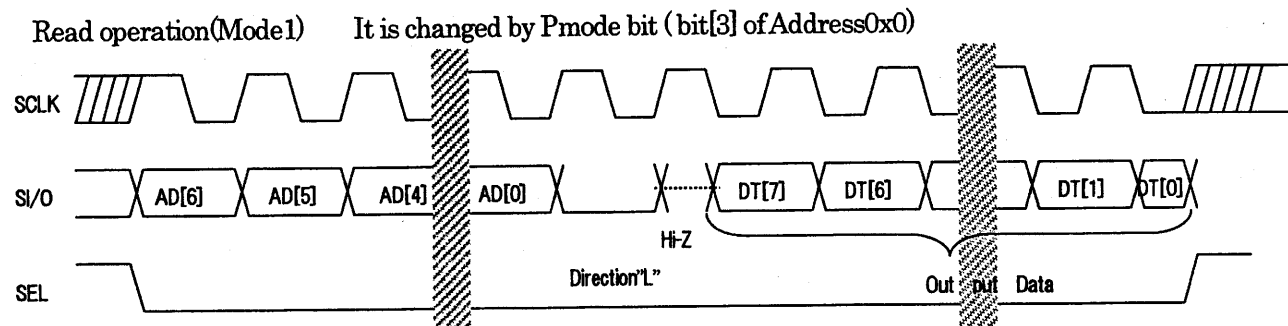 Read operation(Mode1) It is changed by Pmode bit ( bit[3] of Address0x0)
SCLK
SI/O AD[6] AD[5] AD[4] AD[0] DT[7] DT[6] DT[1] DT[0]
Hi-Z
Direction"L"
Out put Data
SEL